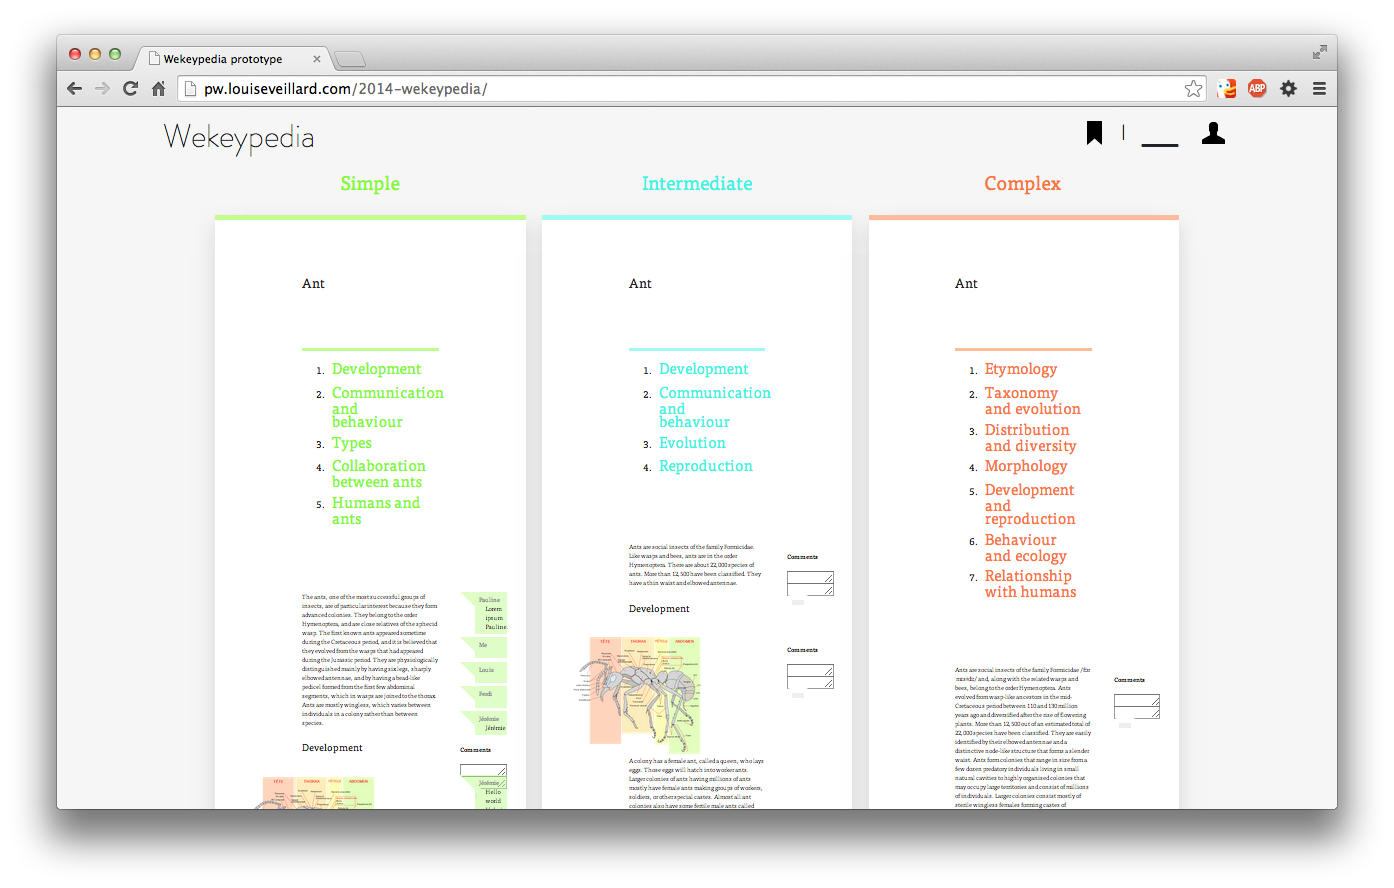 Wekeypedia prototype
pw.louiseveillard.com/2014-wekeypedia/
ABP
Wekeypedia
Simple
Ant
1. Development
2. Communication
and
behaviour
3. Types
4. Collaboration
between ants
5. Humans and
ants
The ants, one of the most successful groups of
insects, are of particular interest because they form
advanced colonies. They belong to the order
Hymenoptera, and are close relatives of the sphecid
wasp. The first known ants appeared sometime
during the Cretaceous period, and it is believed that
they evolved from the wasps that had appeared
during the Jurassic period. They are physiologically
distinguished mainly by having six legs, sharply
elbowed antennae, and by having a bead-like
pedicel formed from the first few abdominal
segments, which in wasps are joined to the thorax.
Ants are mostly wingless, which varies between
individuals in a colony rather than between
species.
Development
TÊTE THORAX PÉTIOLE ABDOMEN
Pauline
Lorem
ipsum
Pauline
Me
Louis
Ferdi
Jérémie
Jérémie
Comments
Jérémie
Hello
world
Intermediate
Ant
1. Development
2. Communication
and
behaviour
3. Evolution
4. Reproduction
Ants are social insects of the family Formicidae.
Like wasps and bees, ants are in the order
Hymenoptera. There are about 22,000 species of
ants. More than 12,500 have been classified. They
have a thin waist and elbowed antennae.
Comments
Development
TÊTE THORAX PÉTIOLE ABDOMEN
Comments
A colony has a female ant, called a queen, who lays
eggs. Those eggs will hatch into worker ants.
Larger colonies of ants having millions of ants
mostly have female ants making groups of workers,
soldiers, or other special castes. Almost all ant
colonies also have some fertile male ants called
Complex
Ant
1. Etymology
2. Taxonomy
and evolution
3. Distribution
and diversity
4. Morphology
5. Development
and
reproduction
6. Behaviour
and ecology
7. Relationship
with humans
Ants are social insects of the family Formicidae /fɔr
ˈmɪsɪdiː/ and, along with the related wasps and
bees, belong to the order Hymenoptera. Ants
evolved from wasp-like ancestors in the mid-
Cretaceous period between 110 and 130 million
years ago and diversified after the rise of flowering
plants. More than 12,500 out of an estimated total of
22,000 species have been classified. They are easily
identified by their elbowed antennae and a
distinctive node-like structure that forms a slender
waist. Ants form colonies that range in size from a
few dozen predatory individuals living in small
natural cavities to highly organised colonies that
may occupy large territories and consist of millions
of individuals. Larger colonies consist mostly of
sterile wingless females forming castes of
Comments